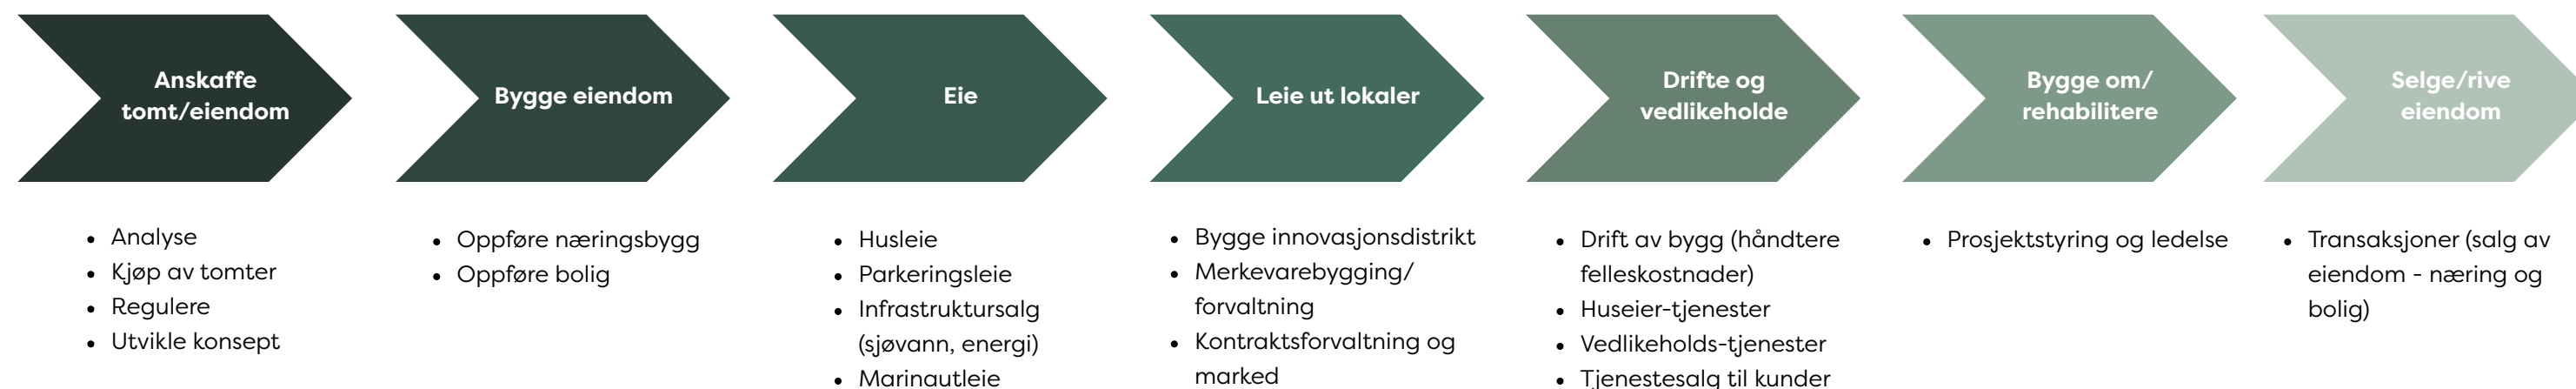 Anskaffe
tomt/eiendom
Bygge eiendom
Eie
Leie ut lokaler
Drifte og
vedlikeholde
Bygge om/
rehabilitere
Selge/rive
eiendom
• Analyse
• Kjøp av tomter
• Regulere
• Utvikle konsept
• Oppføre næringsbygg
• Oppføre bolig
• Husleie
• Parkeringsleie
• Infrastruktursalg
(sjøvann, energi)
• Marinautleie
• Bygge innovasjonsdistrikt
• Merkevarebygging/
forvaltning
• Kontraktsforvaltning og
marked
• Drift av bygg (håndtere
felleskostnader)
• Huseier-tjenester
• Vedlikeholds-tjenester
• Tjenestesalg til kunder
• Prosjektstyring og ledelse
• Transaksjoner (salg av
eiendom - næring og
bolig)